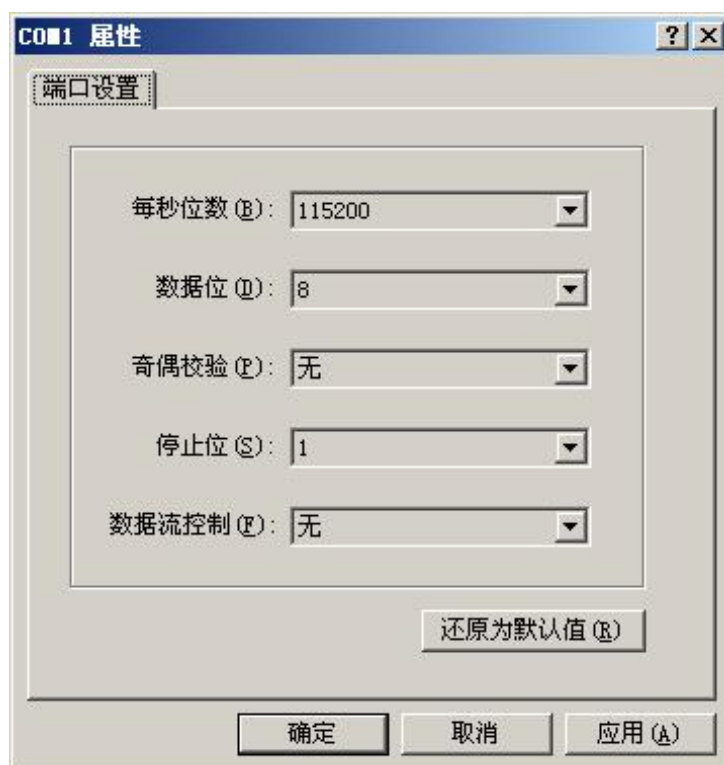 COM1 属性
端口设置
每秒位数(B): 115200
数据位(D): 8
奇偶校验(P): 无
停止位(S): 1
数据流控制(F): 无
还原为默认值(R)
确定 取消 应用(A)